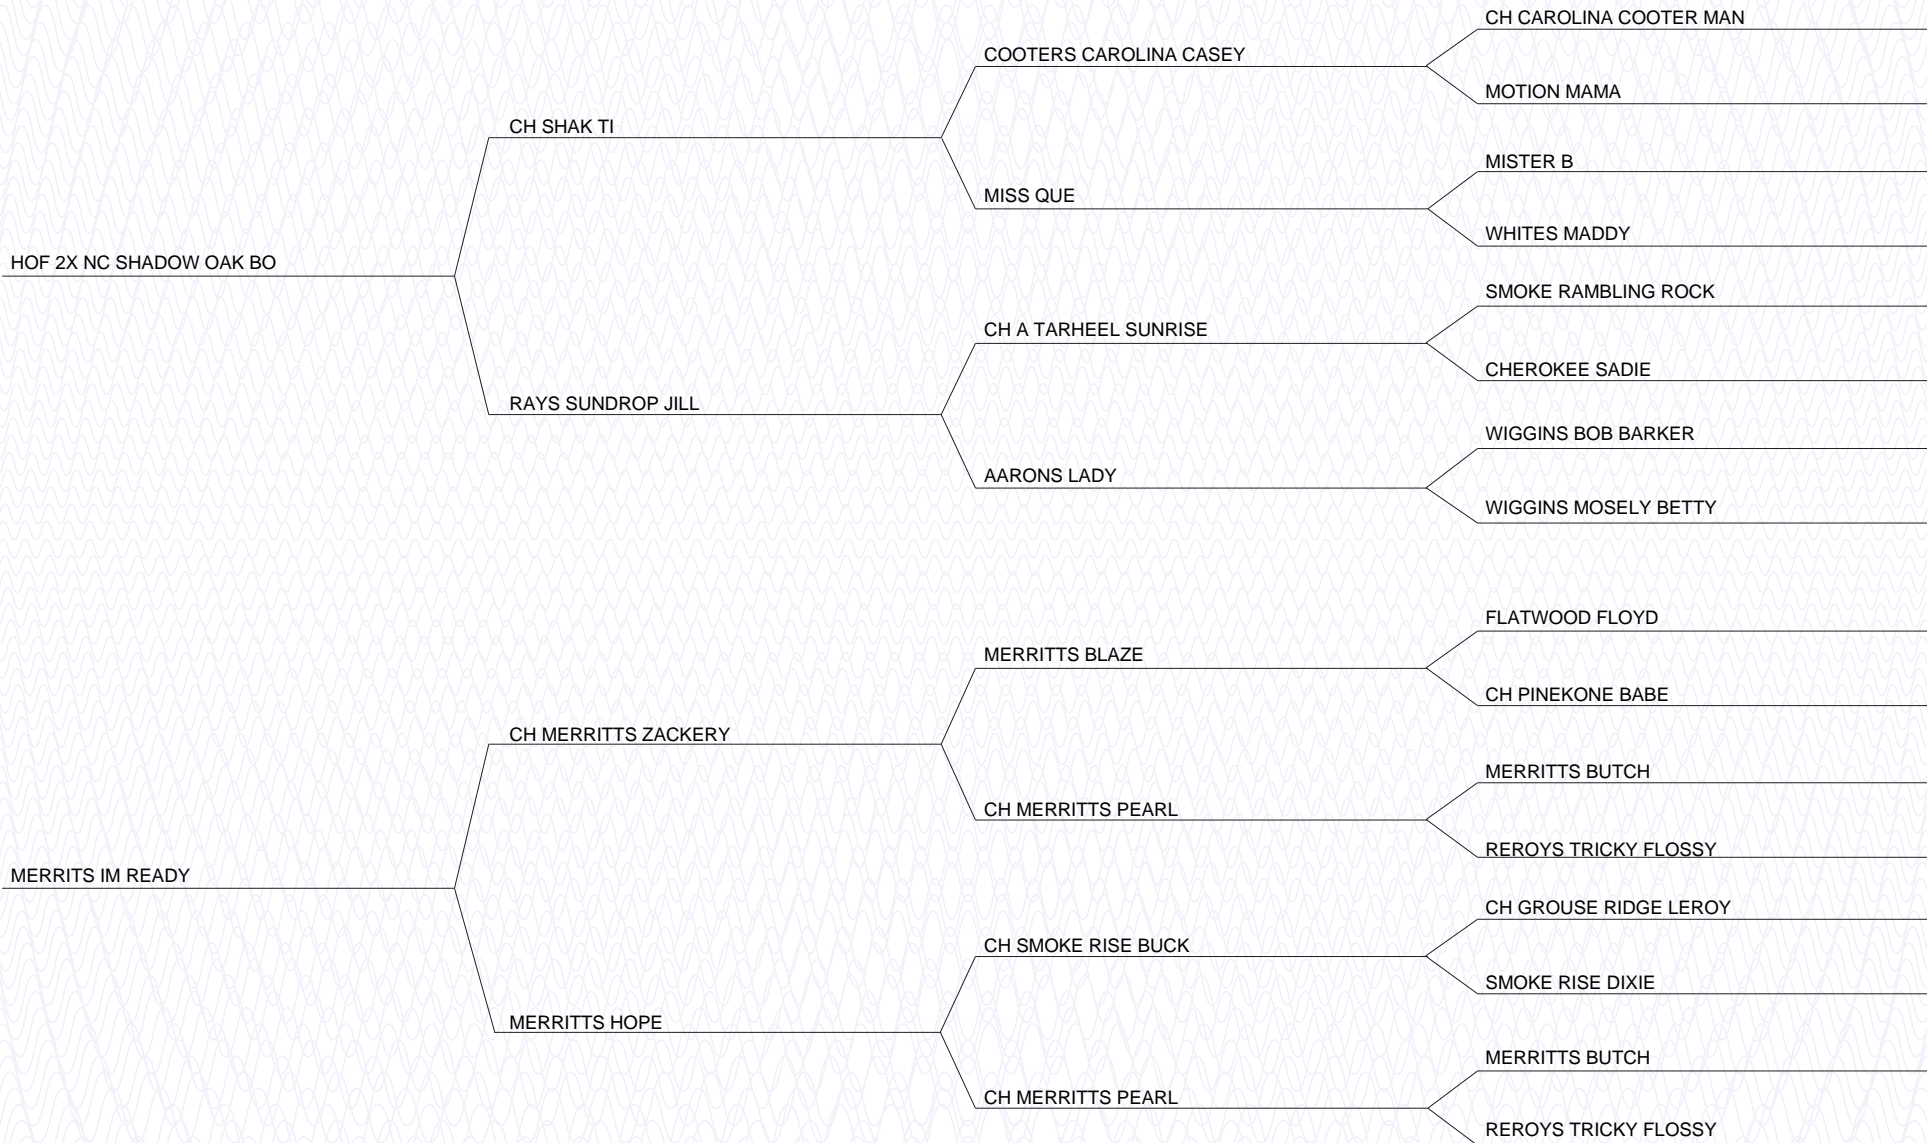 CH CAROLINA COOTER MAN
COOTERS CAROLINA CASEY
MOTION MAMA
CH SHAK TI
MISTER B
MISS QUE
WHITES MADDY
HOF 2X NC SHADOW OAK BO
SMOKE RAMBLING ROCK
CH A TARHEEL SUNRISE
CHEROKEE SADIE
RAYS SUNDROP JILL
WIGGINS BOB BARKER
AARONS LADY
WIGGINS MOSELY BETTY
FLATWOOD FLOYD
MERRITTS BLAZE
CH PINEKONE BABE
CH MERRITTS ZACKERY
MERRITTS BUTCH
CH MERRITTS PEARL
REROYS TRICKY FLOSSY
MERRITS IM READY
CH GROUSE RIDGE LEROY
CH SMOKE RISE BUCK
SMOKE RISE DIXIE
MERRITTS HOPE
MERRITTS BUTCH
CH MERRITTS PEARL
REROYS TRICKY FLOSSY